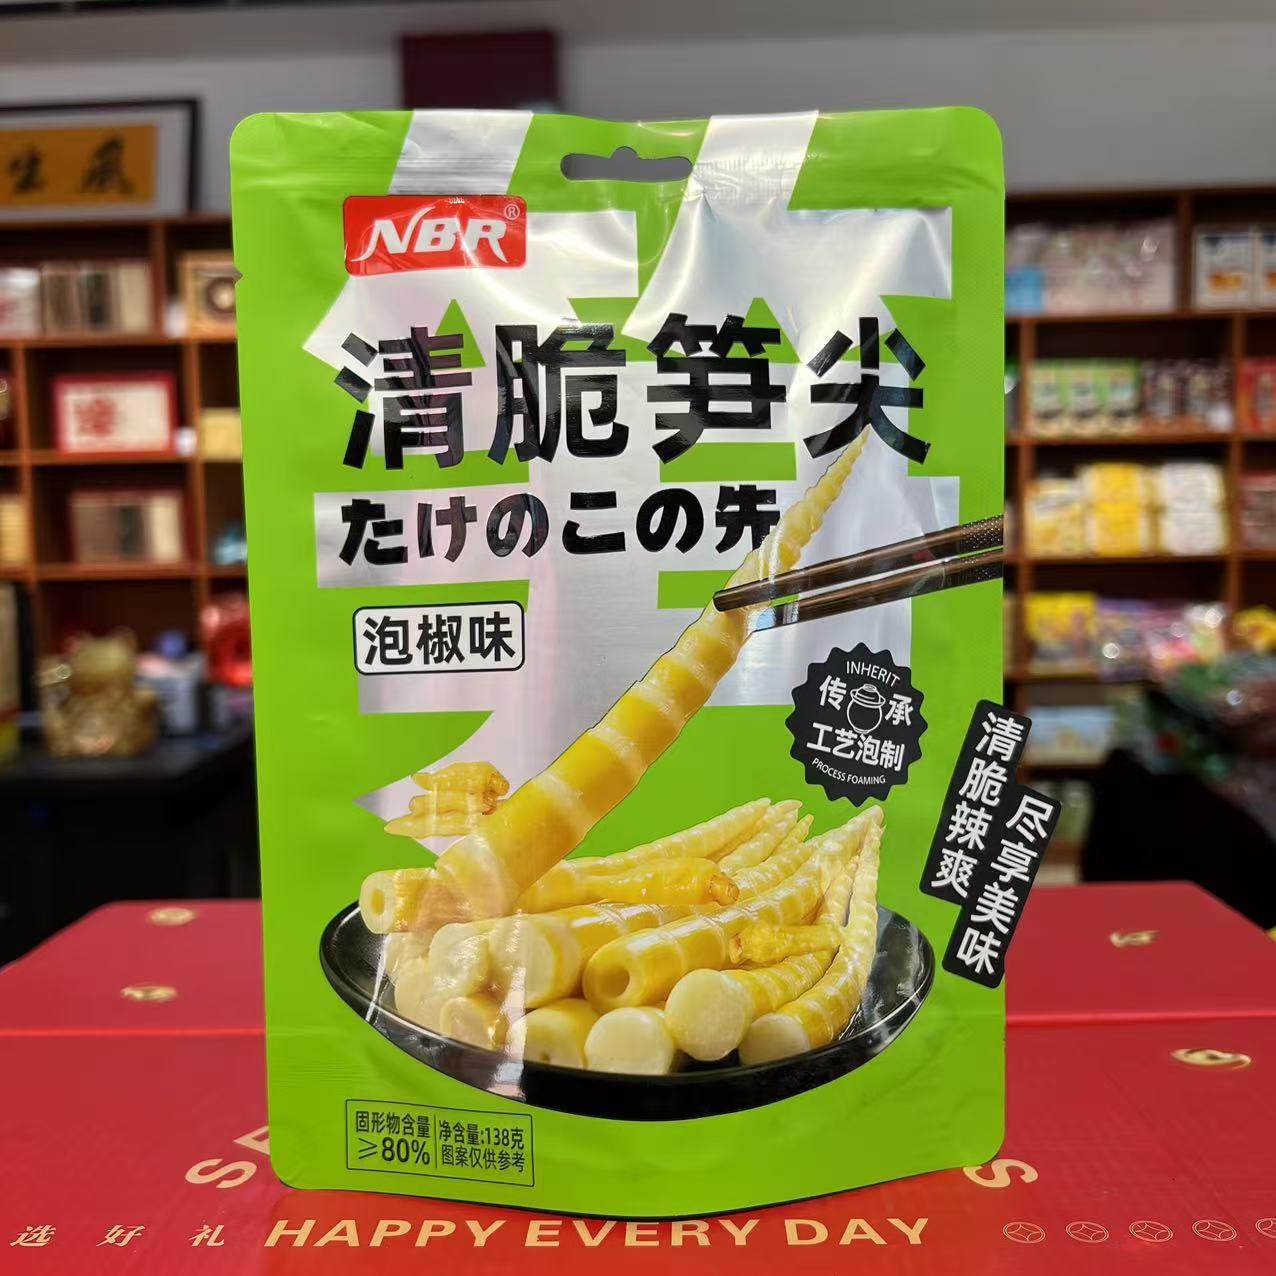 NBR®
清脆笋尖
たけのこの先
泡椒味
INHERIT
传承
工艺泡制
PROCESS FOAMING
清脆辣爽
尽享美味
固形物含量
≥80%
净含量:138克
图案仅供参考
选好礼
HAPPY EVERY DAY